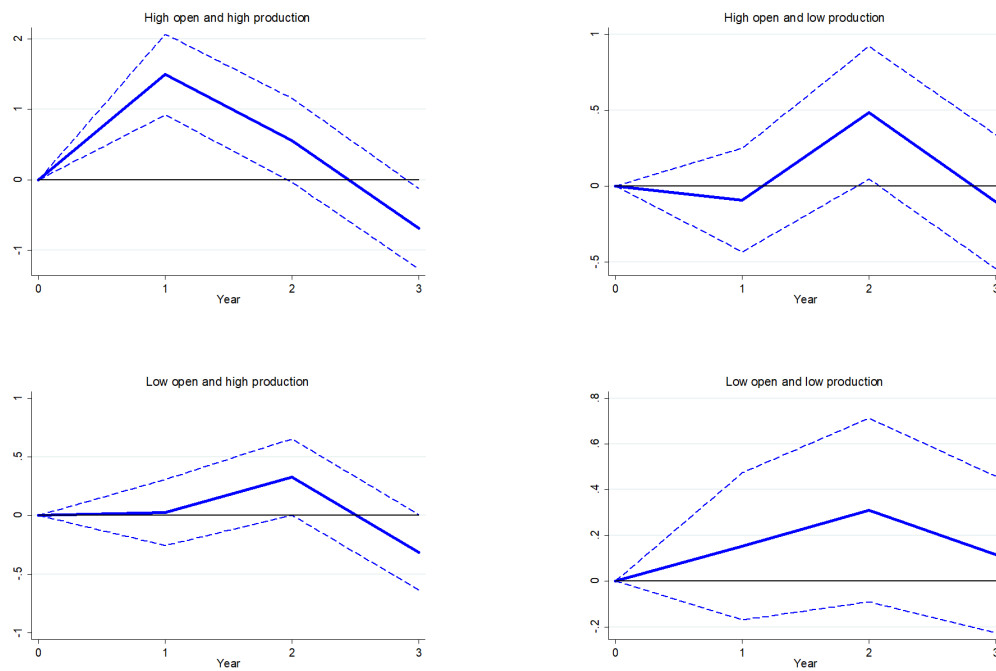 High open and high production
2
1
0
-1
0 1 2 3
Year
High open and low production
1
.5
0
-.5
0 1 2 3
Year
Low open and high production
1
.5
0
-.5
-1
0 1 2 3
Year
Low open and low production
.8
.6
.4
.2
0
-.2
0 1 2 3
Year